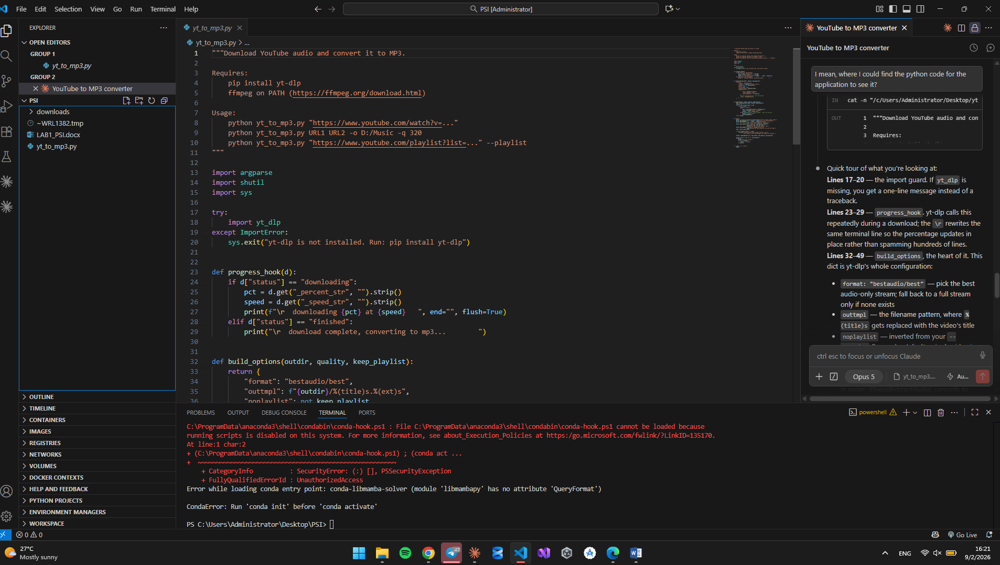 File Edit Selection View Go Run Terminal Help
PSI [Administrator]
EXPLORER
OPEN EDITORS
GROUP 1
yt_to_mp3.py
GROUP 2
YouTube to MP3 converter
PSI
downloads
~WRL1382.tmp
LAB1_PSI.docx
yt_to_mp3.py
OUTLINE
TIMELINE
CONTAINERS
IMAGES
REGISTRIES
NETWORKS
VOLUMES
DOCKER CONTEXTS
HELP AND FEEDBACK
PYTHON PROJECTS
ENVIRONMENT MANAGERS
WORKSPACE
yt_to_mp3.py
yt_to_mp3.py > ...
1 """Download YouTube audio and convert it to MP3.
2
3 Requires:
4 pip install yt-dlp
5 ffmpeg on PATH (https://ffmpeg.org/download.html)
6
7 Usage:
8 python yt_to_mp3.py "https://www.youtube.com/watch?v=..."
9 python yt_to_mp3.py URL1 URL2 -o D:/Music -q 320
10 python yt_to_mp3.py "https://www.youtube.com/playlist?list=..." --playlist
11 """
12
13 import argparse
14 import shutil
15 import sys
16
17 try:
18 import yt_dlp
19 except ImportError:
20 sys.exit("yt-dlp is not installed. Run: pip install yt-dlp")
21
22
23 def progress_hook(d):
24 if d["status"] == "downloading":
25 pct = d.get("_percent_str", "").strip()
26 speed = d.get("_speed_str", "").strip()
27 print(f"\r  downloading {pct} at {speed}   ", end="", flush=True)
28 elif d["status"] == "finished":
29 print("\r  download complete, converting to mp3...        ")
30
31
32 def build_options(outdir, quality, keep_playlist):
33 return {
34 "format": "bestaudio/best",
35 "outtmpl": f"{outdir}/%(title)s.%(ext)s",
36 "noplaylist": not keep_playlist
YouTube to MP3 converter
YouTube to MP3 converter
I mean, where I could find the python code for the
application to see it?
IN cat -n "/c/Users/Administrator/Desktop/yt
OUT 1 """Download YouTube audio and con
2
3 Requires:
Quick tour of what you're looking at:
Lines 17–20 — the import guard. If yt_dlp is
missing, you get a one-line message instead of a
traceback.
Lines 23–29 — progress_hook. yt-dlp calls this
repeatedly during a download; the \r rewrites the
same terminal line so the percentage updates in
place rather than spamming hundreds of lines.
Lines 32–49 — build_options, the heart of it. This
dict is yt-dlp's whole configuration:
• format: "bestaudio/best" — pick the best
audio-only stream; fall back to a full stream
only if none exists
• outtmpl — the filename pattern, where %
(title)s gets replaced with the video's title
• noplaylist — inverted from your --
ctrl esc to focus or unfocus Claude
Opus 5 yt_to_mp3.... Au...
in order: FFmpegExtractAudio converts to
PROBLEMS OUTPUT DEBUG CONSOLE TERMINAL PORTS
powershell
C:\ProgramData\anaconda3\shell\condabin\conda-hook.ps1 : File C:\ProgramData\anaconda3\shell\condabin\conda-hook.ps1 cannot be loaded because
running scripts is disabled on this system. For more information, see about_Execution_Policies at https:/go.microsoft.com/fwlink/?LinkID=135170.
At line:1 char:2
+ (C:\ProgramData\anaconda3\shell\condabin\conda-hook.ps1) ; (conda act ...
+ ~~~~~~~~~~~~~~~~~~~~~~~~~~~~~~~~~~~~~~~~~~~~~~~~~~~~~~
+ CategoryInfo          : SecurityError: (:) [], PSSecurityException
+ FullyQualifiedErrorId : UnauthorizedAccess
Error while loading conda entry point: conda-libmamba-solver (module 'libmambapy' has no attribute 'QueryFormat')
CondaError: Run 'conda init' before 'conda activate'
PS C:\Users\Administrator\Desktop\PSI>
0 0
Go Live
27°C
Mostly sunny
47
ENG
16:21
9/2/2026